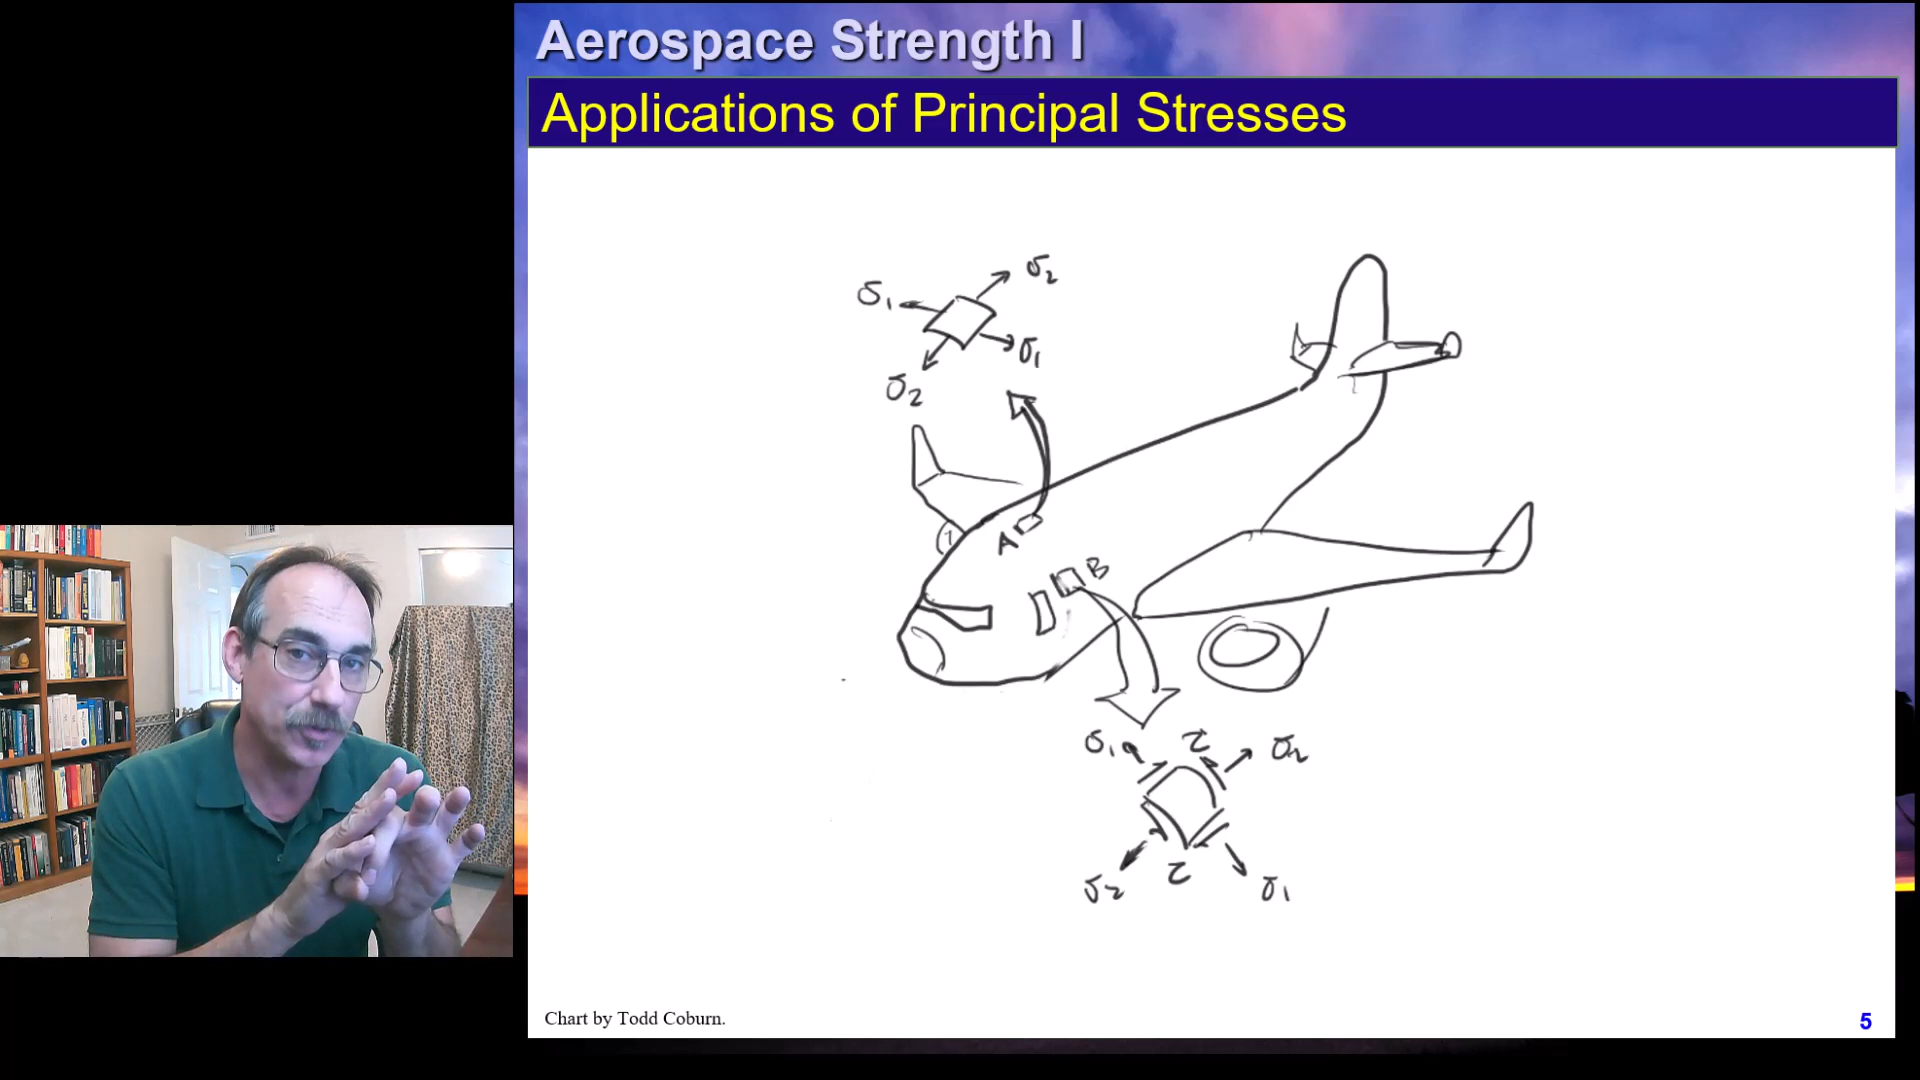 Aerospace Strength I
Applications of Principal Stresses
σ₂
σ₁
σ₁
σ₂
A
B
σ₁
τ
σ₂
σ₂
τ
σ₁
Chart by Todd Coburn.
5